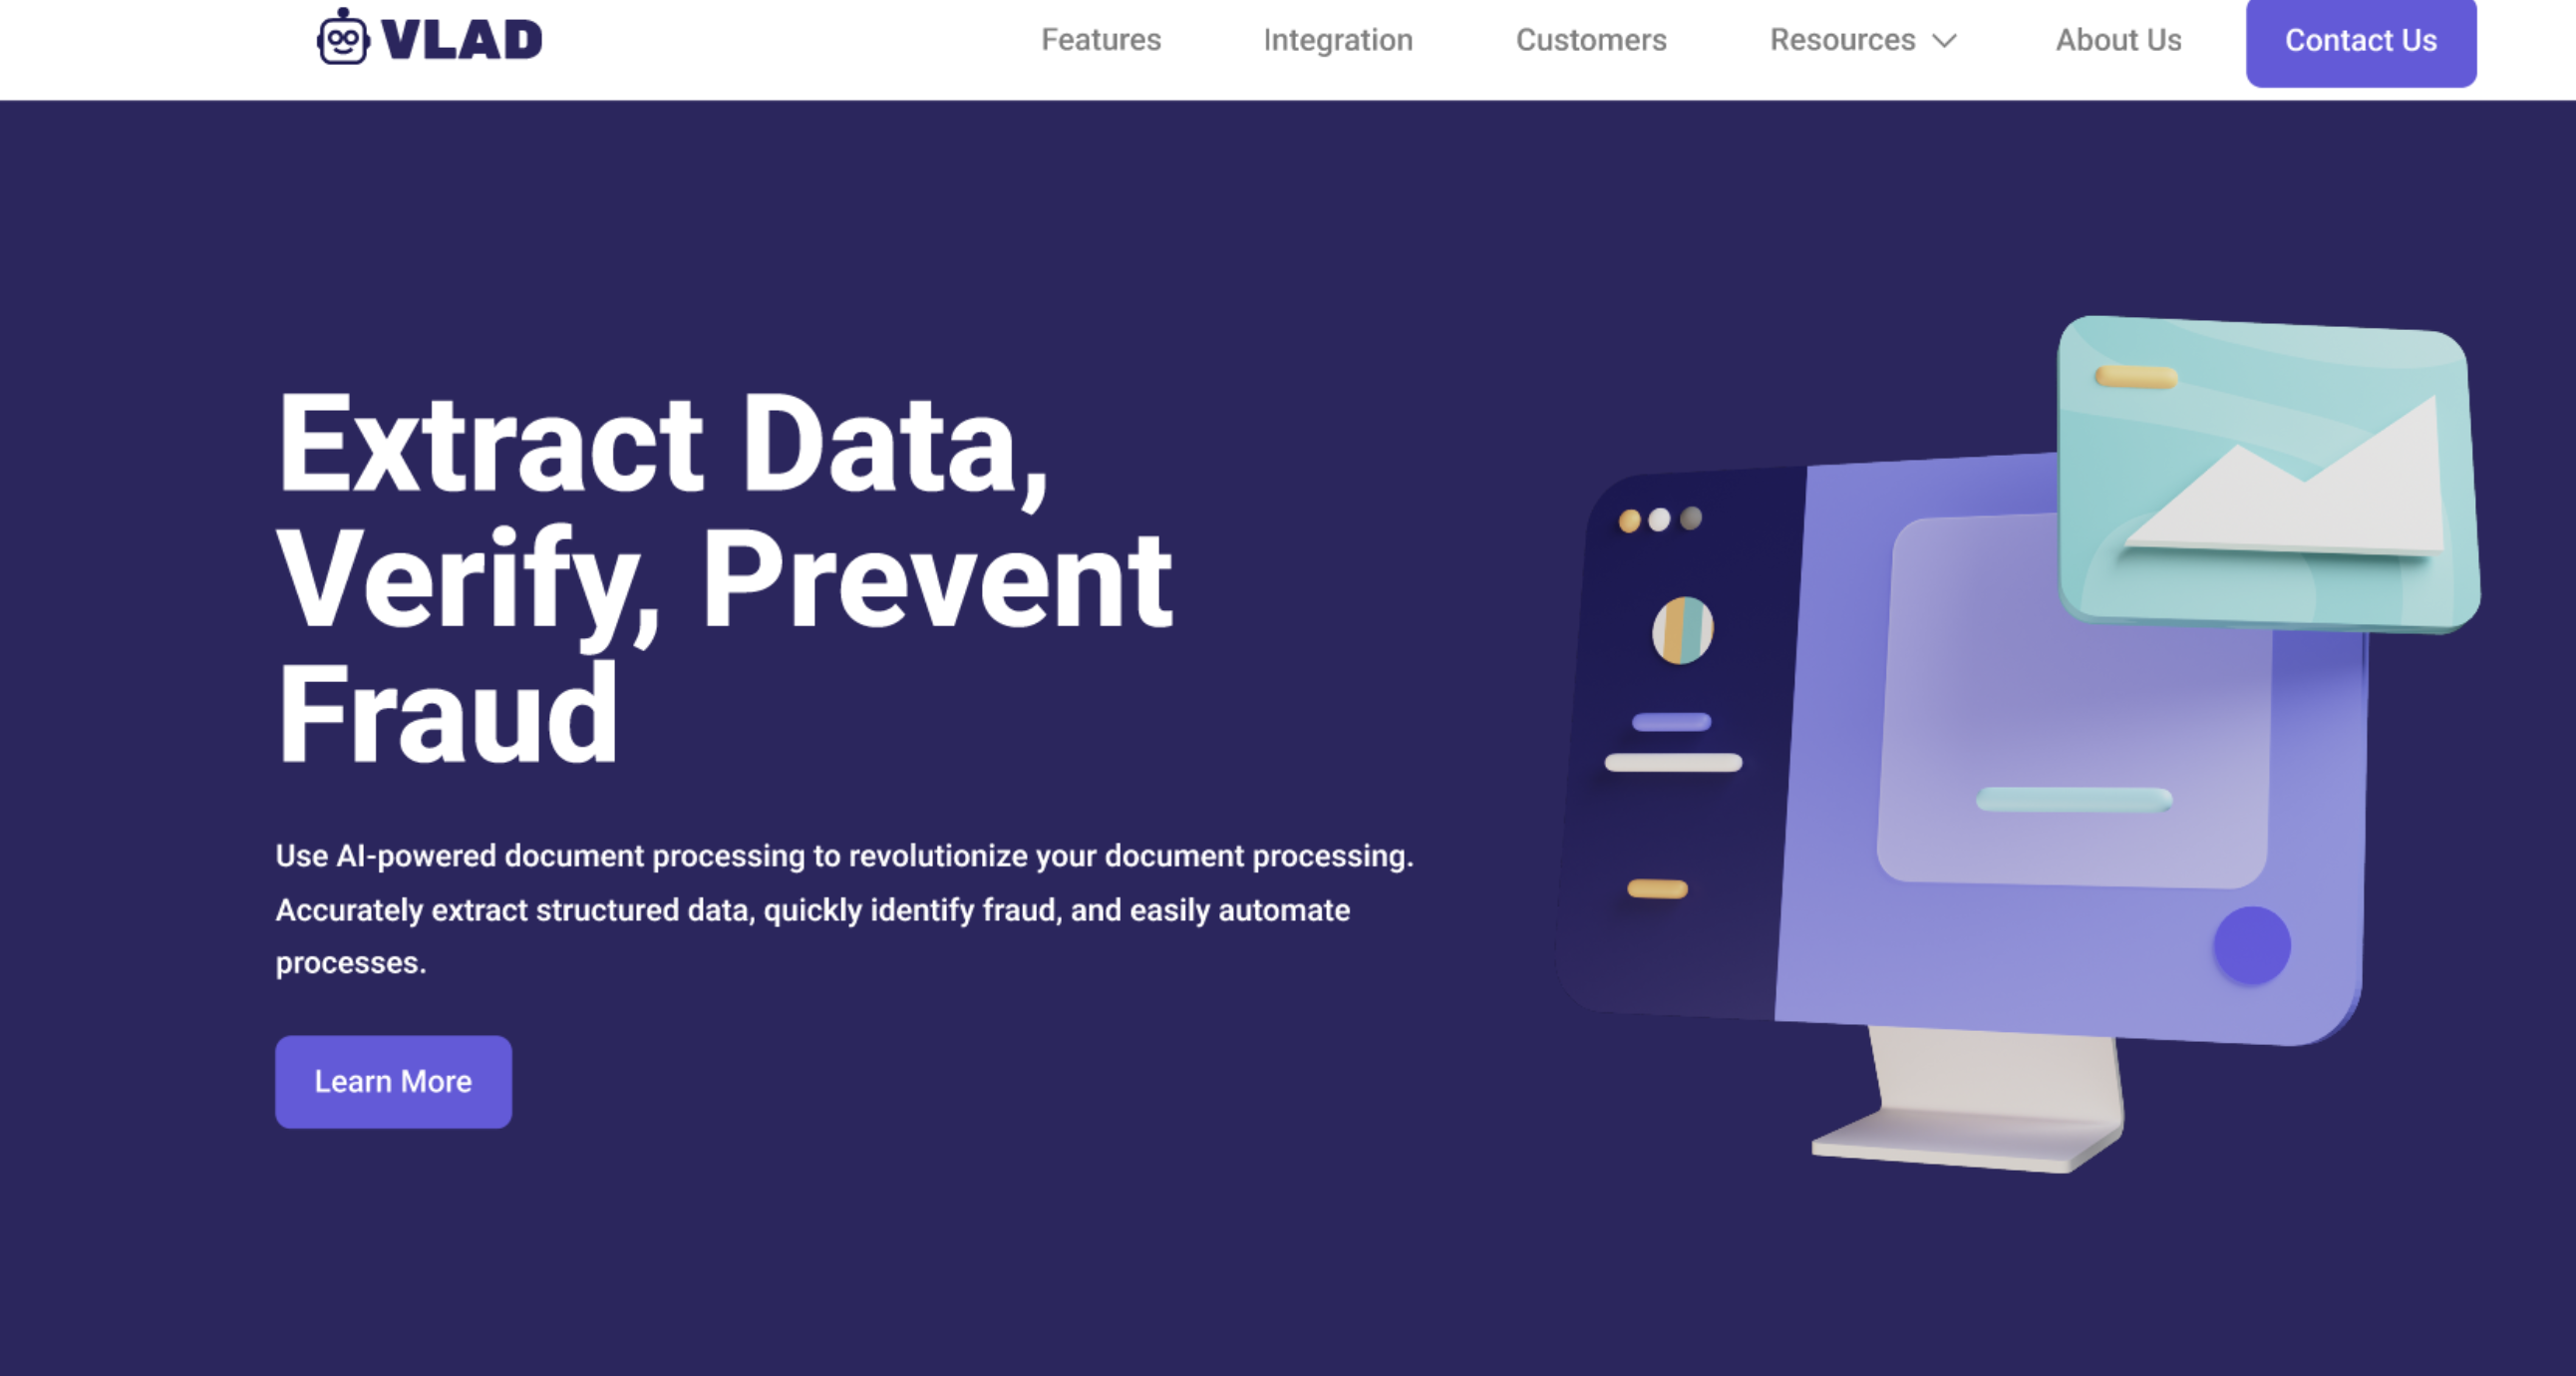 VLAD
Features
Integration
Customers
Resources
About Us
Contact Us
Extract Data,
Verify, Prevent
Fraud
Use AI-powered document processing to revolutionize your document processing.
Accurately extract structured data, quickly identify fraud, and easily automate
processes.
Learn More